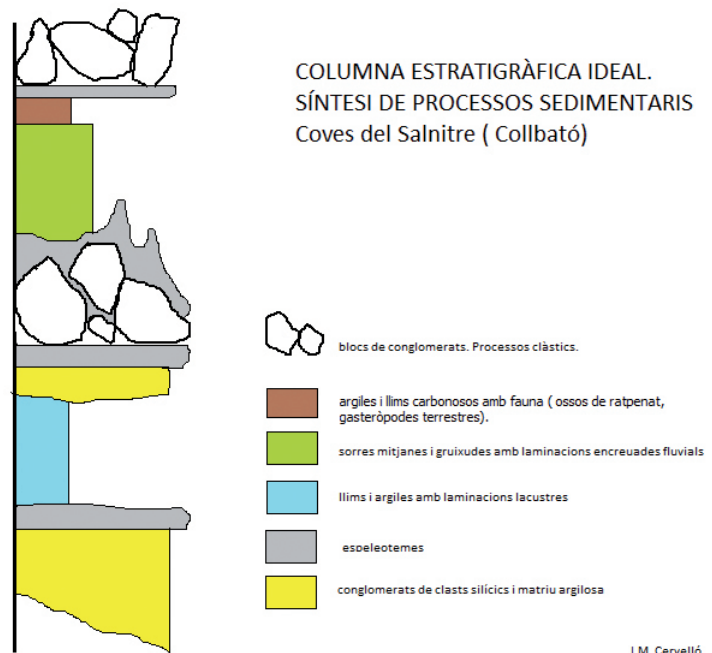 COLUMNA ESTRATIGRÀFICA IDEAL.
SÍNTESI DE PROCESSOS SEDIMENTARIS
Coves del Salnitre ( Collbató)
blocs de conglomerats. Processos clàstics.
argiles i llims carbonosos amb fauna ( ossos de ratpenat,
gasteròpodes terrestres).
sorres mitjanes i gruixudes amb laminacions encreuades fluvials
llims i argiles amb laminacions lacustres
espeleotemes
conglomerats de clasts silícics i matriu argilosa
J.M. Cervelló